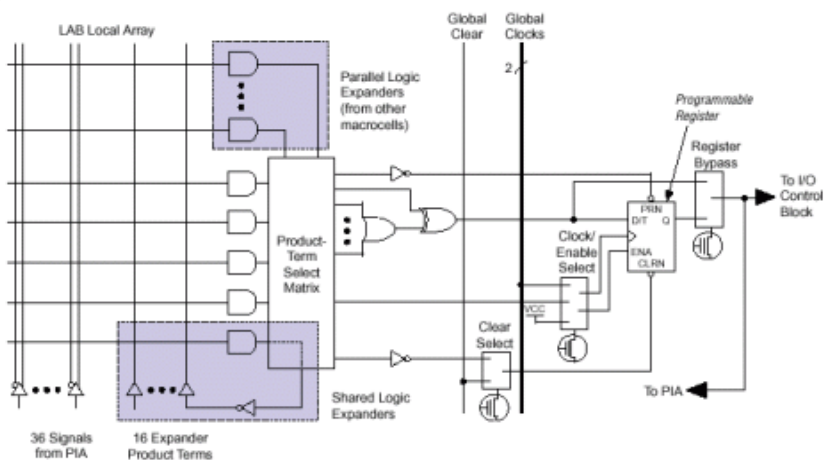 LAB Local Array
Global
Clear
Global
Clocks
2
Parallel Logic
Expanders
(from other
macrocells)
Programmable
Register
Register
Bypass
To I/O
Control
Block
PRN
D/T Q
ENA
CLRN
Product-
Term
Select
Matrix
Clock/
Enable
Select
VCC
Clear
Select
To PIA
Shared Logic
Expanders
36 Signals
from PIA
16 Expander
Product Terms